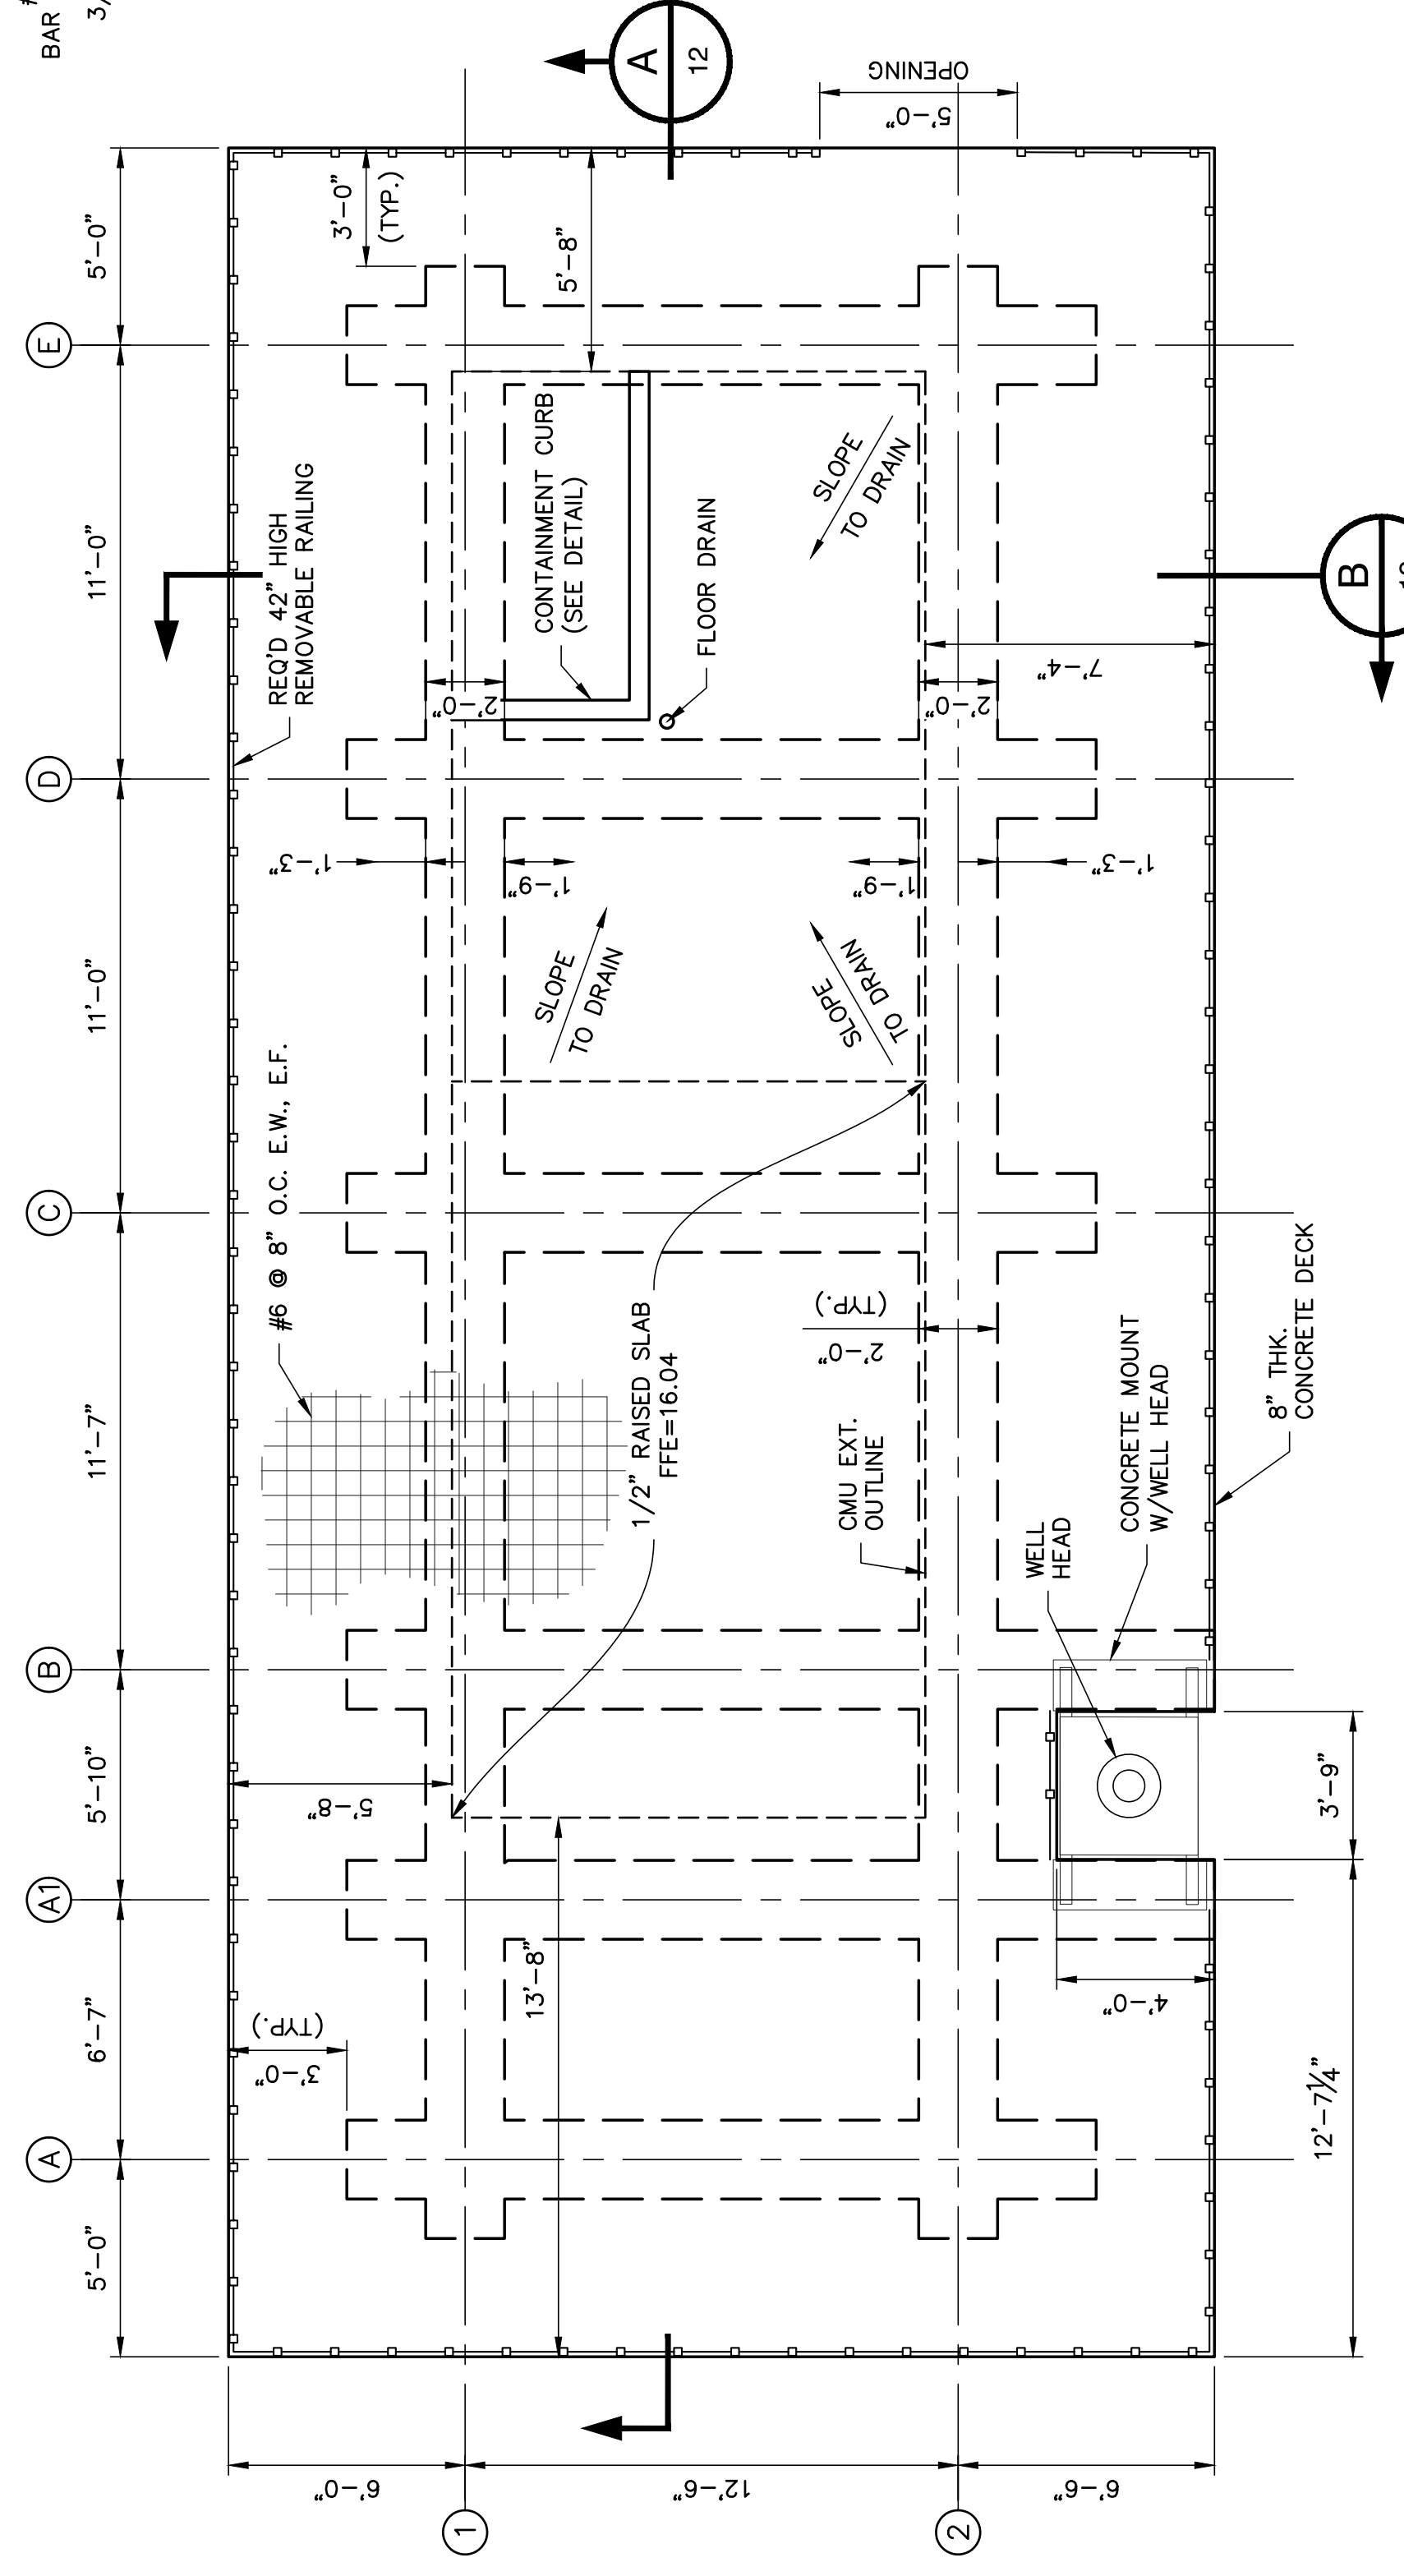 BAR #
3/
A
A1
B
C
D
E
5'-0"
6'-7"
5'-10"
11'-7"
11'-0"
11'-0"
5'-0"
#6 @ 8" O.C. E.W., E.F.
REQ'D 42" HIGH
REMOVABLE RAILING
3'-0"
(TYP.)
3'-0"
(TYP.)
5'-8"
5'-8"
1'-3"
1'-9"
2'-0"
CONTAINMENT CURB
(SEE DETAIL)
FLOOR DRAIN
13'-8"
SLOPE
TO DRAIN
SLOPE
TO DRAIN
SLOPE
TO DRAIN
1/2" RAISED SLAB
FFE=16.04
CMU EXT.
OUTLINE
2'-0"
(TYP.)
1'-9"
1'-3"
2'-0"
7'-4"
WELL
HEAD
CONCRETE MOUNT
W/WELL HEAD
4'-0"
8" THK.
CONCRETE DECK
12'-7¼"
3'-9"
6'-0"
12'-6"
6'-6"
1
2
A
12
5'-0"
OPENING
B